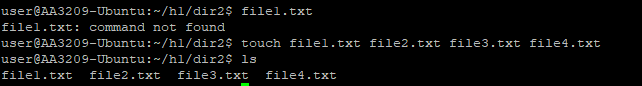 user@AA3209-Ubuntu:~/h1/dir2$ file1.txt
file1.txt: command not found
user@AA3209-Ubuntu:~/h1/dir2$ touch file1.txt file2.txt file3.txt file4.txt
user@AA3209-Ubuntu:~/h1/dir2$ ls
file1.txt  file2.txt  file3.txt  file4.txt